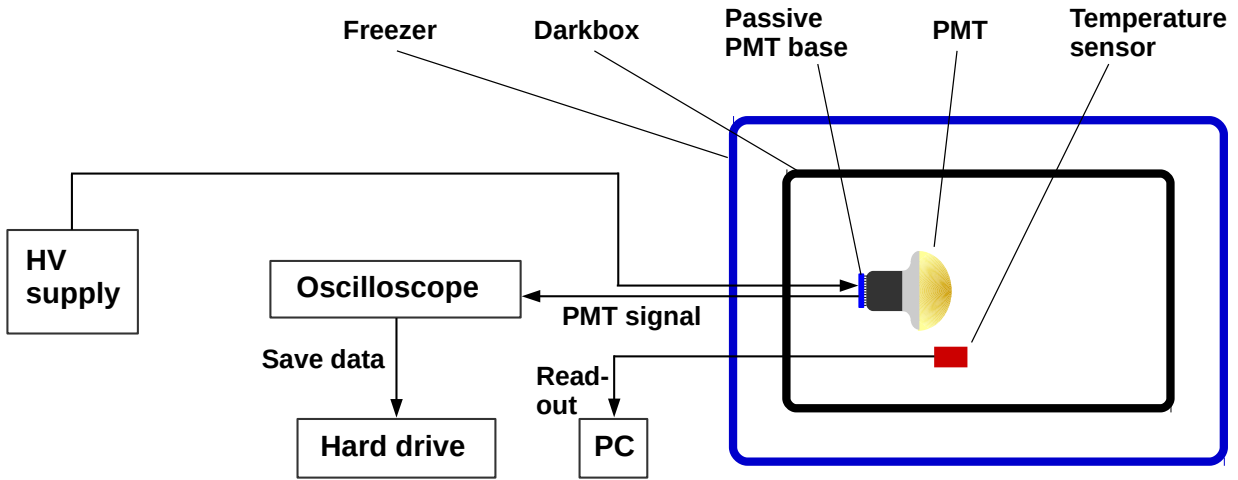 Freezer
Darkbox
Passive
PMT base
PMT
Temperature
sensor
HV
supply
Oscilloscope
PMT signal
Save data
Read-
out
Hard drive
PC